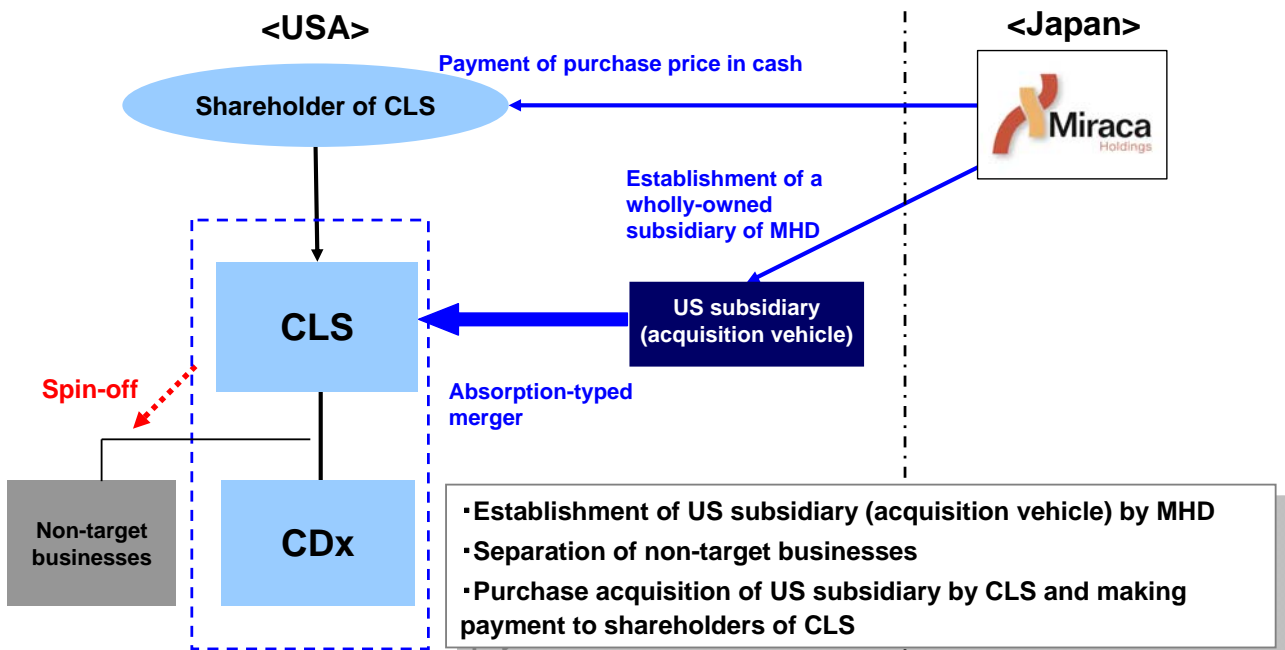 <USA>
<Japan>
Payment of purchase price in cash
Shareholder of CLS
Miraca
Holdings
Establishment of a
wholly-owned
subsidiary of MHD
US subsidiary
(acquisition vehicle)
CLS
Spin-off
Absorption-typed
merger
Non-target
businesses
CDx
・Establishment of US subsidiary (acquisition vehicle) by MHD
・Separation of non-target businesses
・Purchase acquisition of US subsidiary by CLS and making
payment to shareholders of CLS